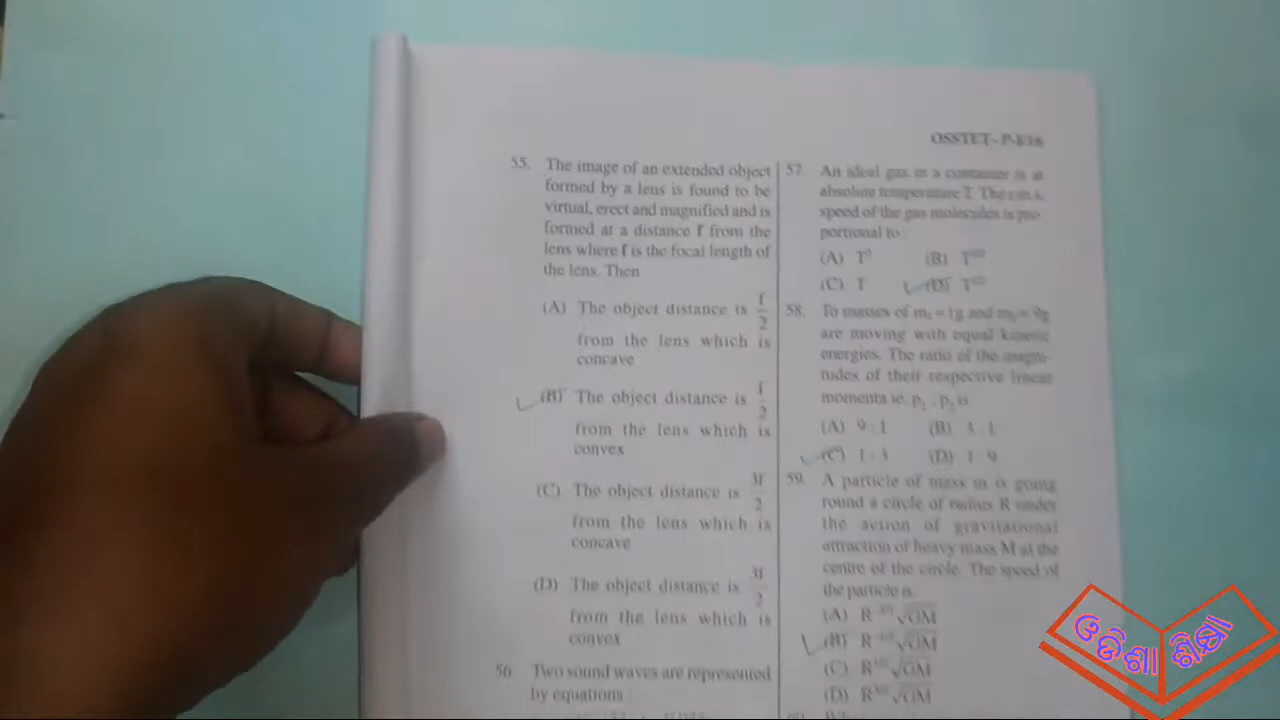 OSSTET-
55. The image of an extended object
formed by a lens is found to be
virtual, erect and magnified and is
formed at a distance f from the
lens where f is the focal length of
the lens. Then
(A) The object distance is f/2
from the lens which is
concave
(B) The object distance is f/2
from the lens which is
convex
(C) The object distance is 3f/2
from the lens which is
concave
(D) The object distance is 3f/2
from the lens which is
convex
56 Two sound waves are represented
by equations :
57. An ideal gas in a container is at
absolute temperature T. The r.m.s.
speed of the gas molecules is pro-
portional to :
(A) (B)
(C) T (D)
58. To masses of m₁ = 1g and m₂ = 9g
are moving with equal kinetic
energies. The ratio of the magni-
tudes of their respective linear
momenta ie. p₁ : p₂ is
(A) 9 : 1 (B) 3 : 1
(C) 1 : 3 (D) 1 : 9
59. A particle of mass m is going
round a circle of radius R under
the action of gravitational
attraction of heavy mass M at the
centre of the circle. The speed of
the particle is
(A) R √GM
(B) R √GM
(C) R √GM
(D) R √GM
ଓଡିଶା ଶିକ୍ଷା